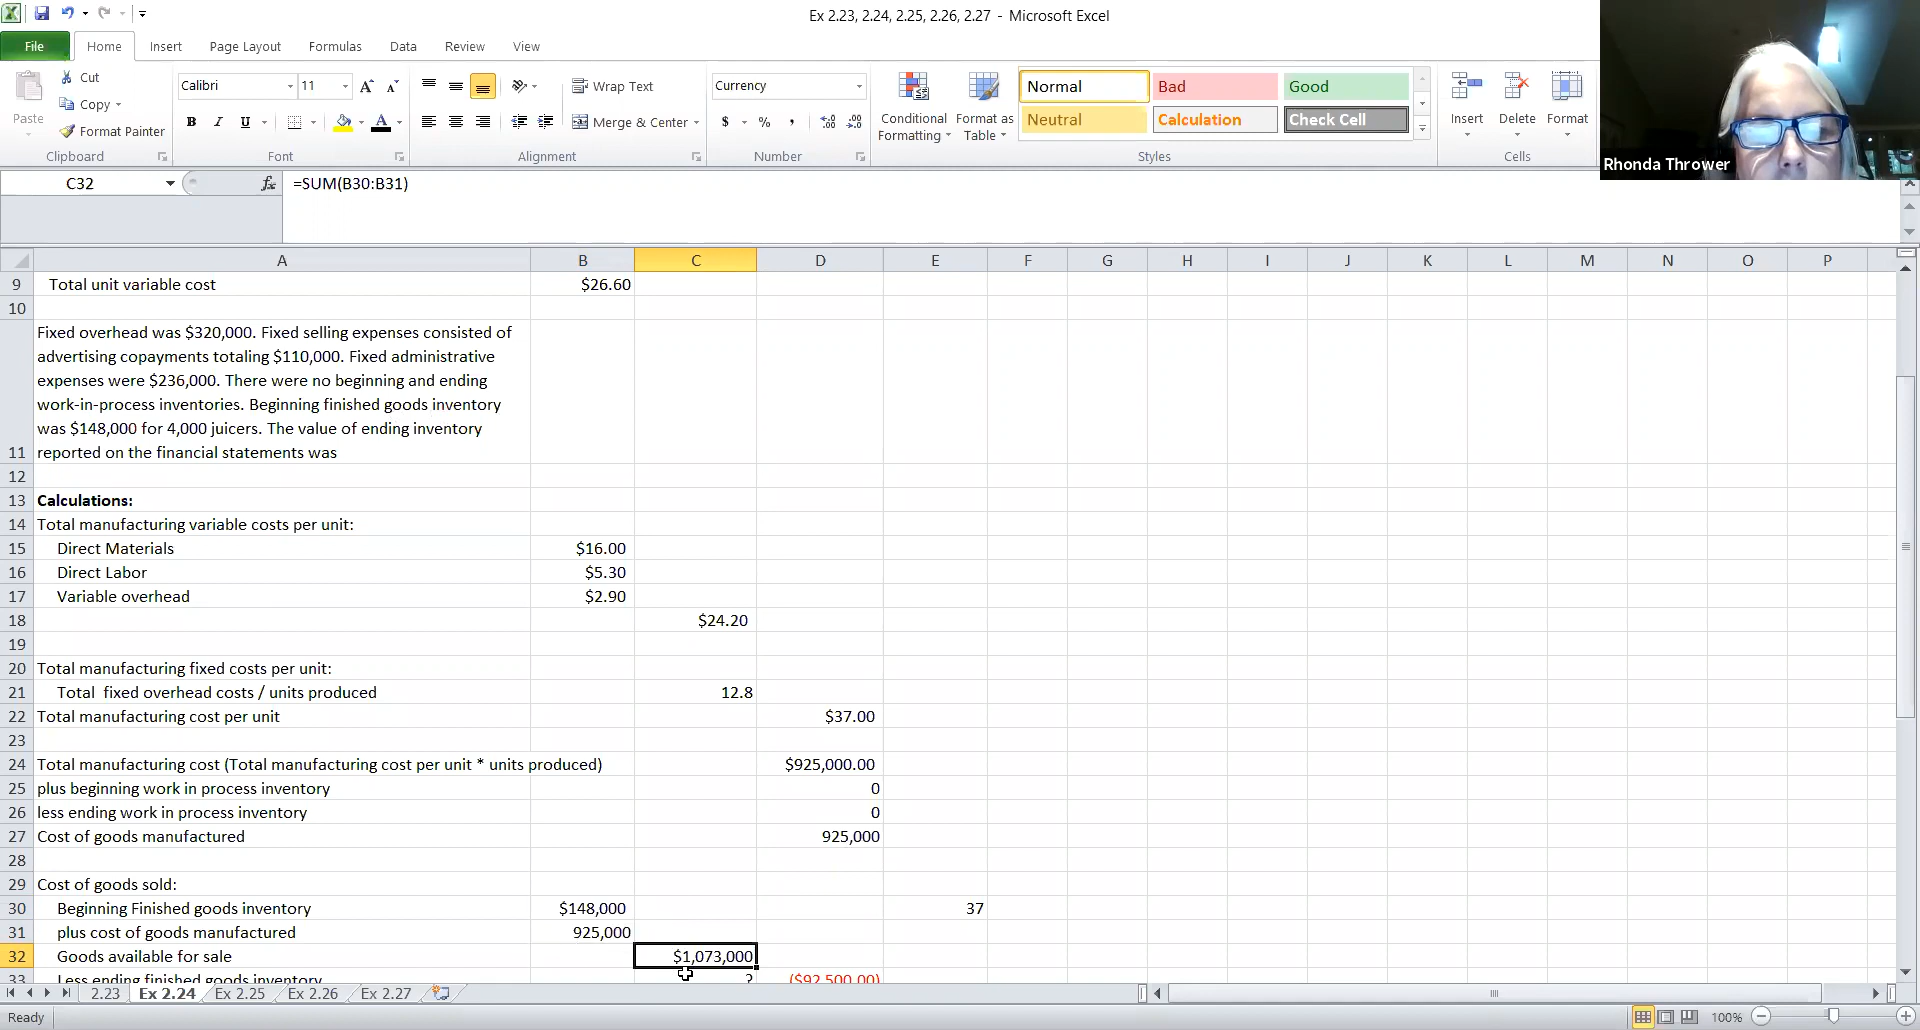 Ex 2.23, 2.24, 2.25, 2.26, 2.27 - Microsoft Excel
File Home Insert Page Layout Formulas Data Review View
Paste
Cut
Copy
Format Painter
Clipboard
Calibri 11
B I U
Font
Wrap Text
Merge & Center
Alignment
Currency
$ % ,
Number
Conditional Formatting
Format as Table
Normal Bad Good
Neutral Calculation Check Cell
Styles
Insert Delete Format
Cells
Rhonda Thrower
C32 fx =SUM(B30:B31)
A B C D E F G H I J K L M N O P
9 Total unit variable cost $26.60
10
Fixed overhead was $320,000. Fixed selling expenses consisted of
advertising copayments totaling $110,000. Fixed administrative
expenses were $236,000. There were no beginning and ending
work-in-process inventories. Beginning finished goods inventory
was $148,000 for 4,000 juicers. The value of ending inventory
11 reported on the financial statements was
12
13 Calculations:
14 Total manufacturing variable costs per unit:
15 Direct Materials $16.00
16 Direct Labor $5.30
17 Variable overhead $2.90
18 $24.20
19
20 Total manufacturing fixed costs per unit:
21 Total fixed overhead costs / units produced 12.8
22 Total manufacturing cost per unit $37.00
23
24 Total manufacturing cost (Total manufacturing cost per unit * units produced) $925,000.00
25 plus beginning work in process inventory 0
26 less ending work in process inventory 0
27 Cost of goods manufactured 925,000
28
29 Cost of goods sold:
30 Beginning Finished goods inventory $148,000 37
31 plus cost of goods manufactured 925,000
32 Goods available for sale $1,073,000
33 Less ending finished goods inventory ? ($92,500.00)
2.23 Ex 2.24 Ex 2.25 Ex 2.26 Ex 2.27
Ready 100%